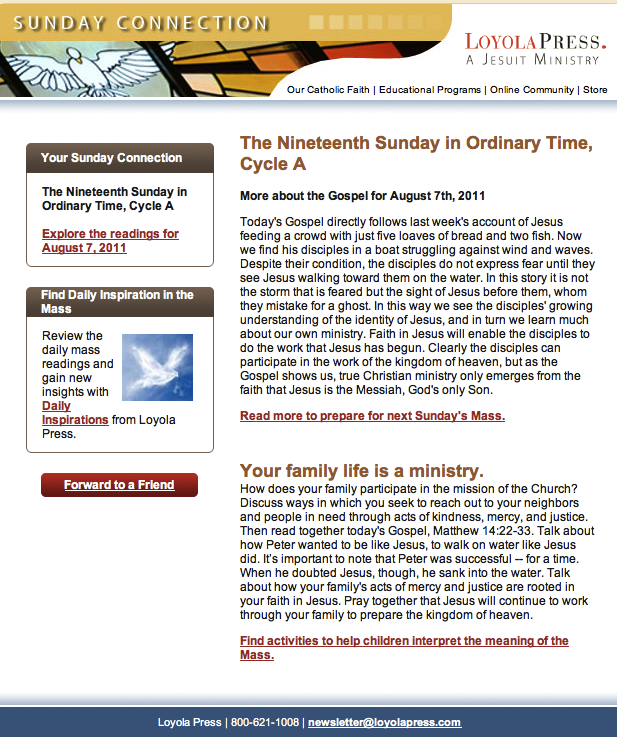 SUNDAY CONNECTION
LOYOLAPRESS.
A JESUIT MINISTRY
Our Catholic Faith | Educational Programs | Online Community | Store
Your Sunday Connection
The Nineteenth Sunday in
Ordinary Time, Cycle A
Explore the readings for
August 7, 2011
Find Daily Inspiration in the
Mass
Review the
daily mass
readings and
gain new
insights with
Daily
Inspirations from Loyola
Press.
Forward to a Friend
The Nineteenth Sunday in Ordinary Time,
Cycle A
More about the Gospel for August 7th, 2011
Today's Gospel directly follows last week's account of Jesus
feeding a crowd with just five loaves of bread and two fish. Now
we find his disciples in a boat struggling against wind and waves.
Despite their condition, the disciples do not express fear until they
see Jesus walking toward them on the water. In this story it is not
the storm that is feared but the sight of Jesus before them, whom
they mistake for a ghost. In this way we see the disciples' growing
understanding of the identity of Jesus, and in turn we learn much
about our own ministry. Faith in Jesus will enable the disciples to
do the work that Jesus has begun. Clearly the disciples can
participate in the work of the kingdom of heaven, but as the
Gospel shows us, true Christian ministry only emerges from the
faith that Jesus is the Messiah, God's only Son.
Read more to prepare for next Sunday's Mass.
Your family life is a ministry.
How does your family participate in the mission of the Church?
Discuss ways in which you seek to reach out to your neighbors
and people in need through acts of kindness, mercy, and justice.
Then read together today's Gospel, Matthew 14:22-33. Talk about
how Peter wanted to be like Jesus, to walk on water like Jesus
did. It's important to note that Peter was successful -- for a time.
When he doubted Jesus, though, he sank into the water. Talk
about how your family's acts of mercy and justice are rooted in
your faith in Jesus. Pray together that Jesus will continue to work
through your family to prepare the kingdom of heaven.
Find activities to help children interpret the meaning of the
Mass.
Loyola Press | 800-621-1008 | newsletter@loyolapress.com